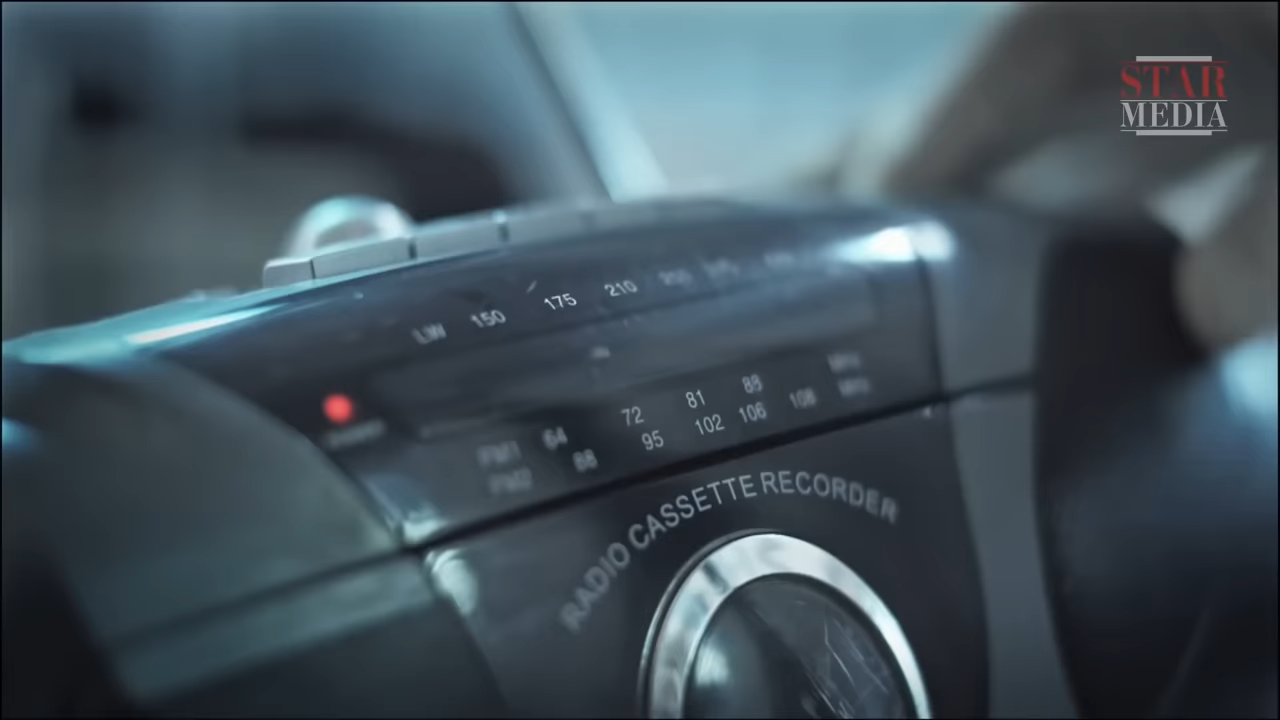 STAR
MEDIA
LW 150 175 210
FM1 64 72 81 88
FM2 88 95 102 106 108
RADIO CASSETTE RECORDER